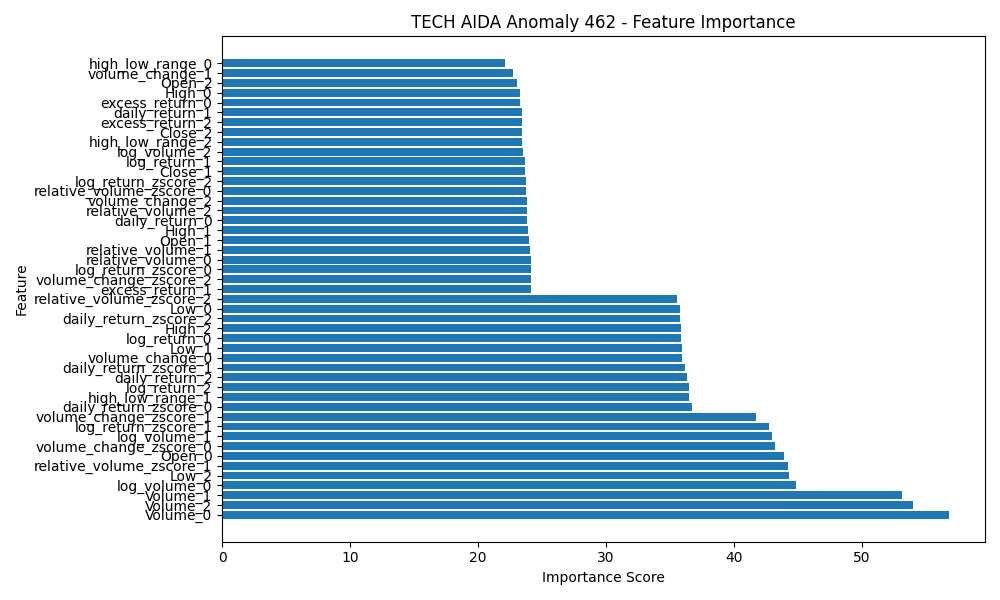 TECH AIDA Anomaly 462 - Feature Importance
high_low_range_0
volume_change_1
Open_2
High_0
excess_return_0
daily_return_1
excess_return_2
Close_2
high_low_range_2
log_volume_2
log_return_1
Close_1
log_return_zscore_2
relative_volume_zscore_0
volume_change_2
relative_volume_2
daily_return_0
High_1
Open_1
relative_volume_1
relative_volume_0
log_return_zscore_0
volume_change_zscore_2
excess_return_1
relative_volume_zscore_2
Low_0
daily_return_zscore_2
High_2
log_return_0
Low_1
volume_change_0
daily_return_zscore_1
daily_return_2
log_return_2
high_low_range_1
daily_return_zscore_0
volume_change_zscore_1
log_return_zscore_1
log_volume_1
volume_change_zscore_0
Open_0
relative_volume_zscore_1
Low_2
log_volume_0
Volume_1
Volume_2
Volume_0
Feature
0 10 20 30 40 50
Importance Score